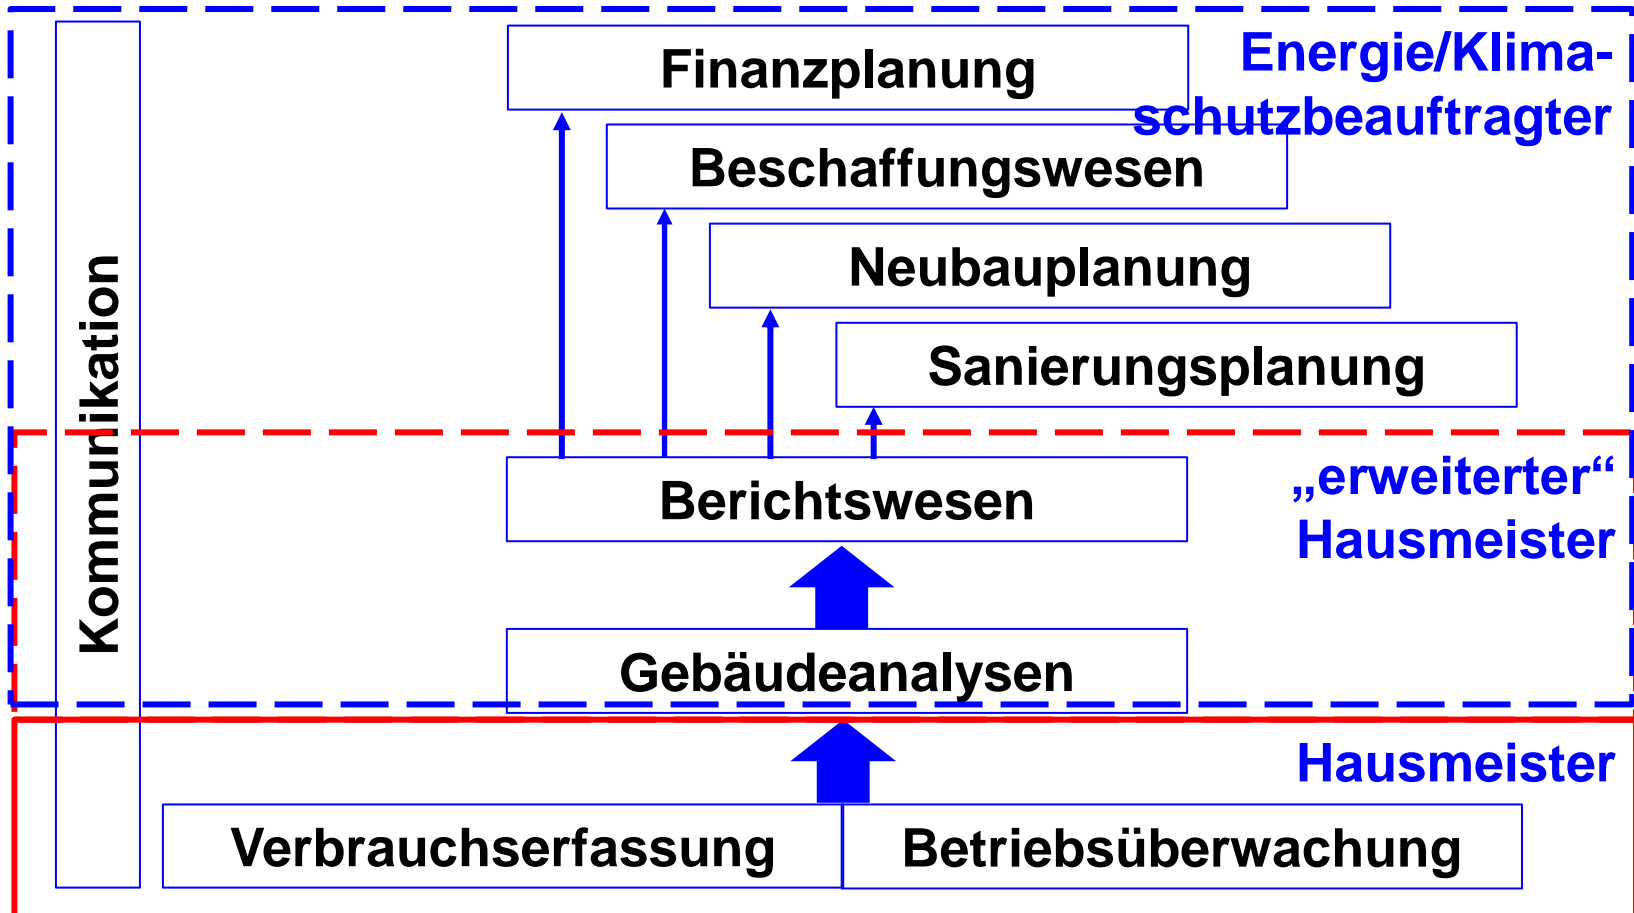 Finanzplanung
Energie/Klima-
schutzbeauftragter
Beschaffungswesen
Neubauplanung
Sanierungsplanung
Kommunikation
Berichtswesen
„erweiterter“
Hausmeister
Gebäudeanalysen
Hausmeister
Verbrauchserfassung
Betriebsüberwachung